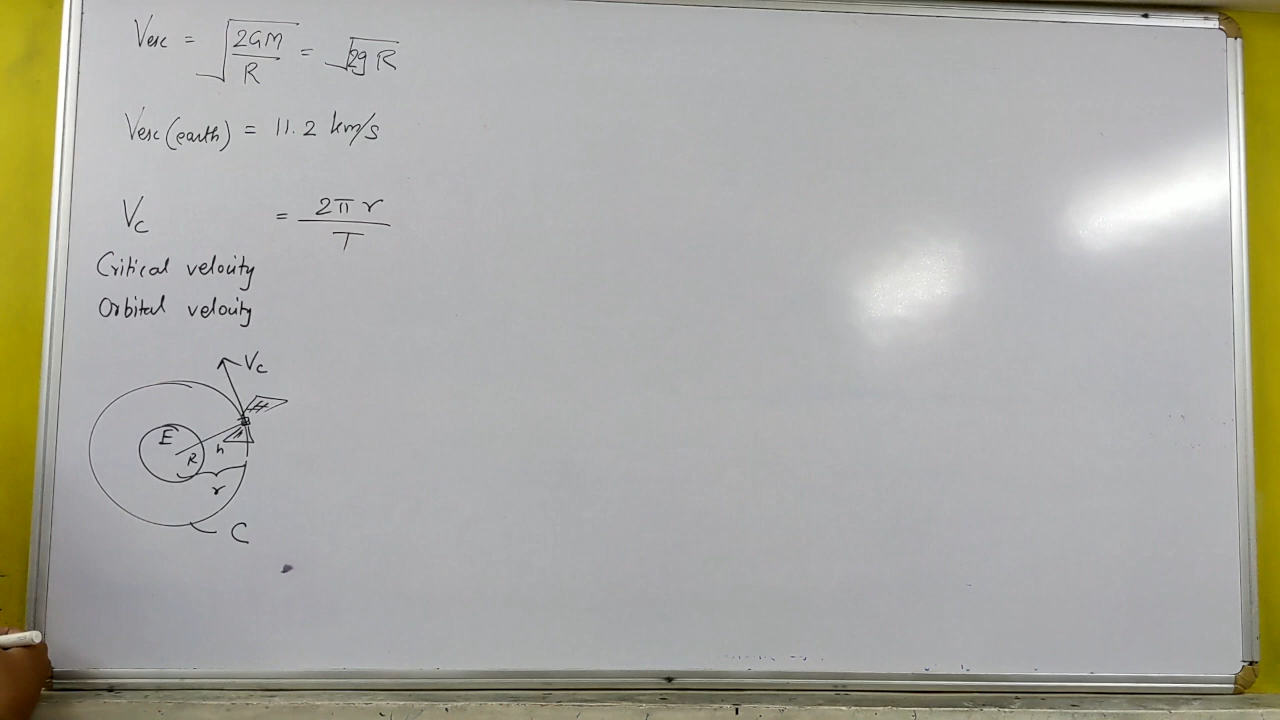 Vesc = √(2GM/R) = √2gR
Vesc (earth) = 11.2 km/s
Vc = 2πr/T
Critical velocity
Orbital velocity
Vc
E
R
h
r
C